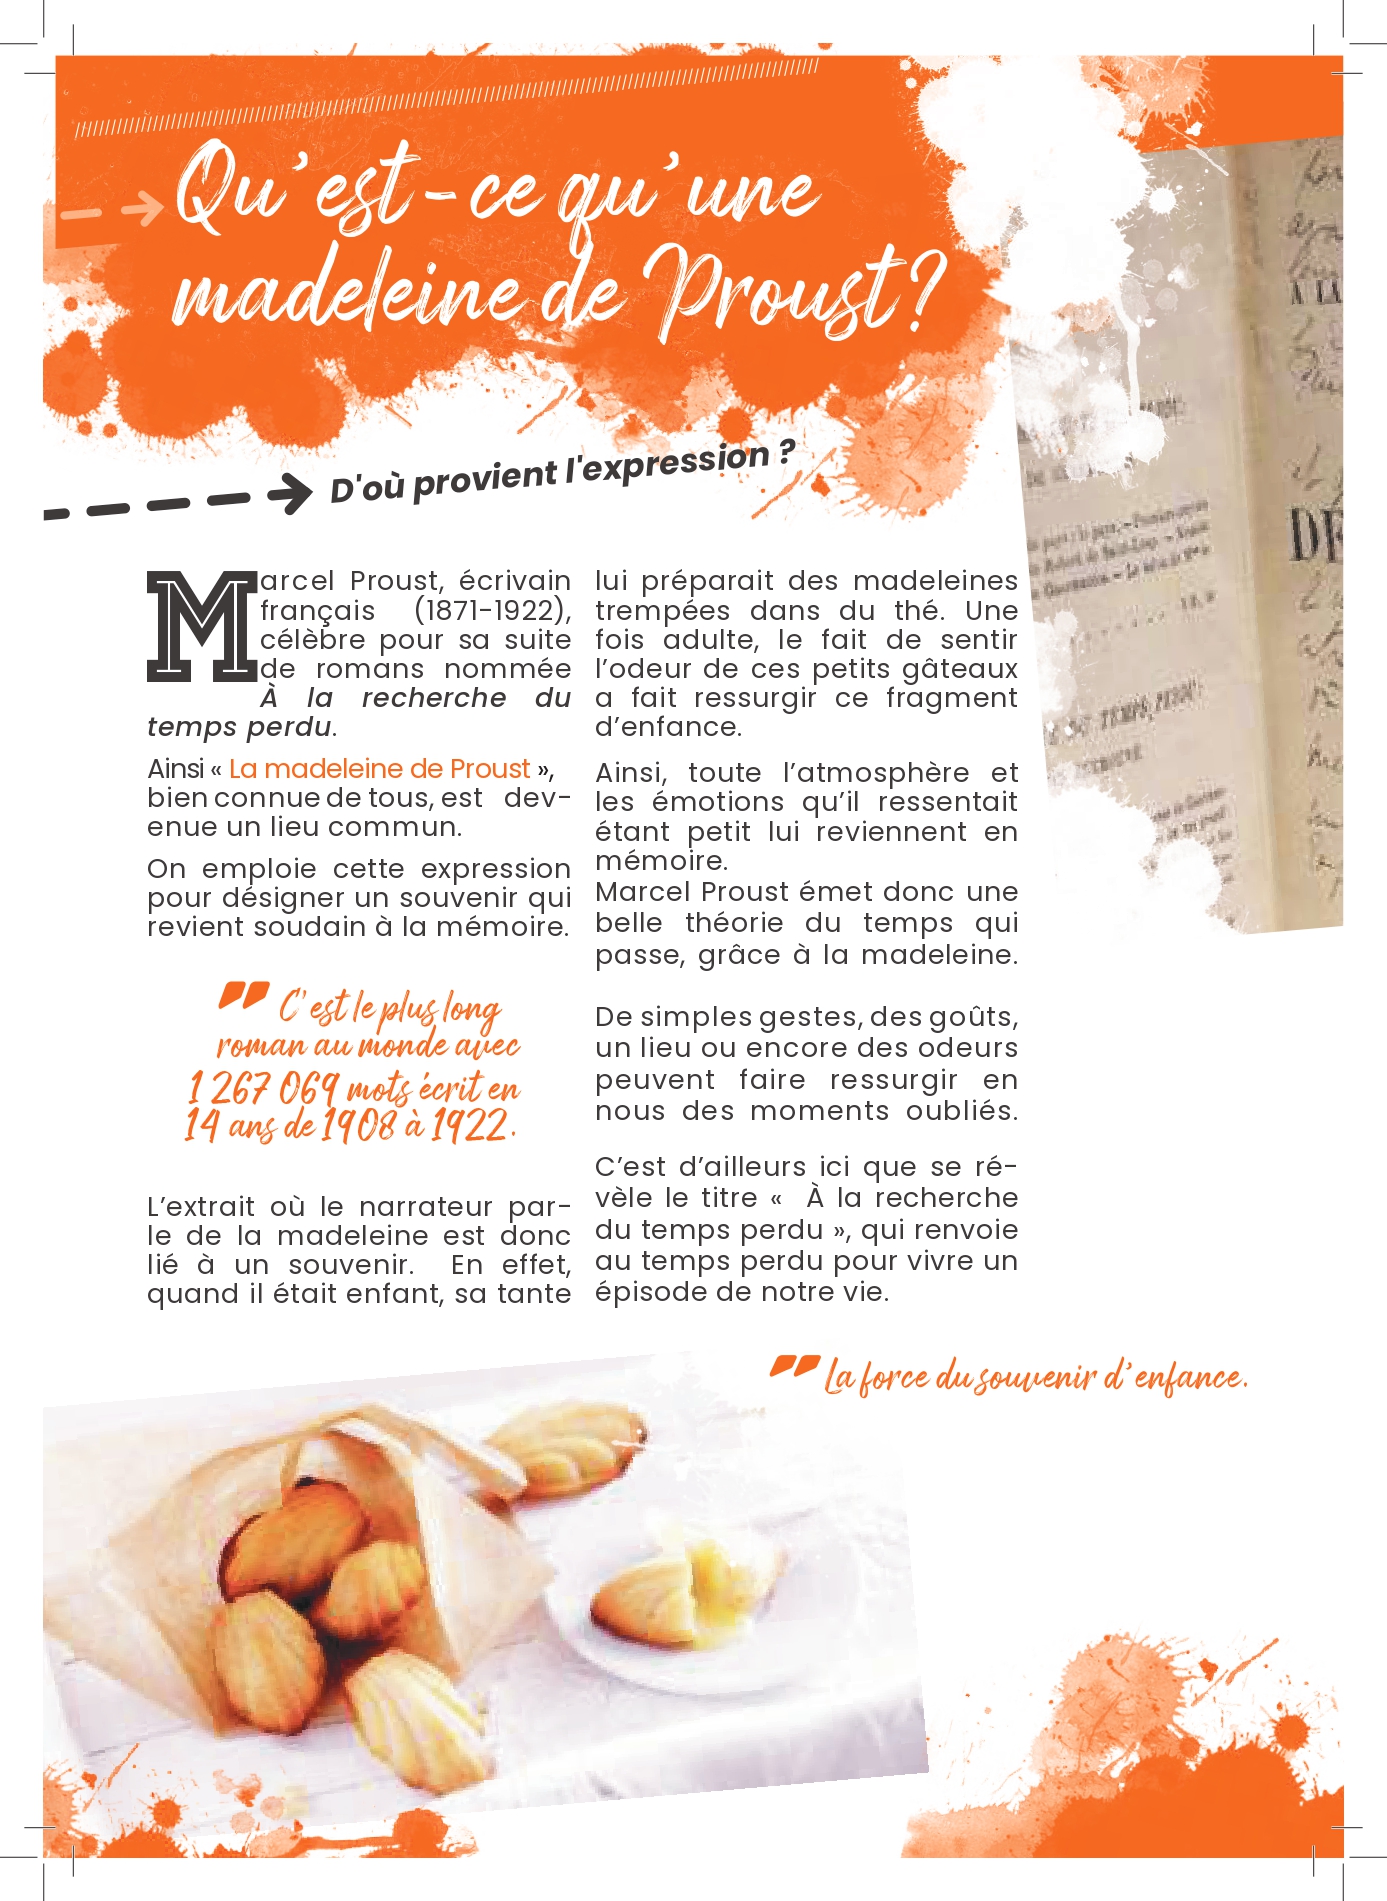 Qu'est-ce qu'une
madeleine de Proust?
D'où provient l'expression ?
Marcel Proust, écrivain
français (1871-1922),
célèbre pour sa suite
de romans nommée
À la recherche du
temps perdu.
Ainsi « La madeleine de Proust »,
bien connue de tous, est dev-
enue un lieu commun.
On emploie cette expression
pour désigner un souvenir qui
revient soudain à la mémoire.
C'est le plus long
roman au monde avec
1 267 069 mots écrit en
14 ans de 1908 à 1922.
L'extrait où le narrateur par-
le de la madeleine est donc
lié à un souvenir. En effet,
quand il était enfant, sa tante
lui préparait des madeleines
trempées dans du thé. Une
fois adulte, le fait de sentir
l'odeur de ces petits gâteaux
a fait ressurgir ce fragment
d'enfance.
Ainsi, toute l'atmosphère et
les émotions qu'il ressentait
étant petit lui reviennent en
mémoire.
Marcel Proust émet donc une
belle théorie du temps qui
passe, grâce à la madeleine.
De simples gestes, des goûts,
un lieu ou encore des odeurs
peuvent faire ressurgir en
nous des moments oubliés.
C'est d'ailleurs ici que se ré-
vèle le titre « À la recherche
du temps perdu », qui renvoie
au temps perdu pour vivre un
épisode de notre vie.
La force du souvenir d'enfance.